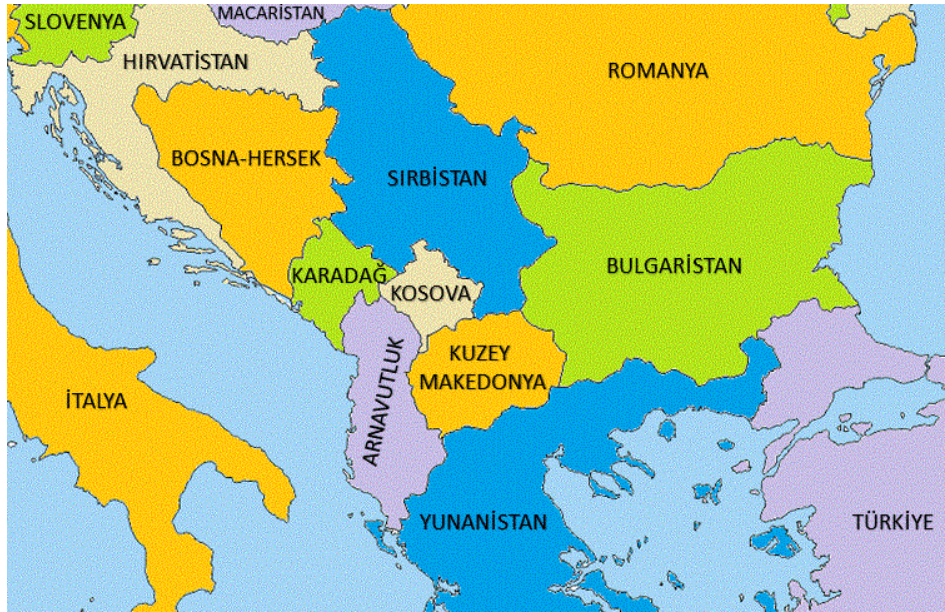 MACARİSTAN
SLOVENYA
HIRVATİSTAN
ROMANYA
BOSNA-HERSEK
SIRBİSTAN
BULGARİSTAN
KARADAĞ
KOSOVA
KUZEY
MAKEDONYA
ARNAVUTLUK
İTALYA
YUNANİSTAN
TÜRKİYE